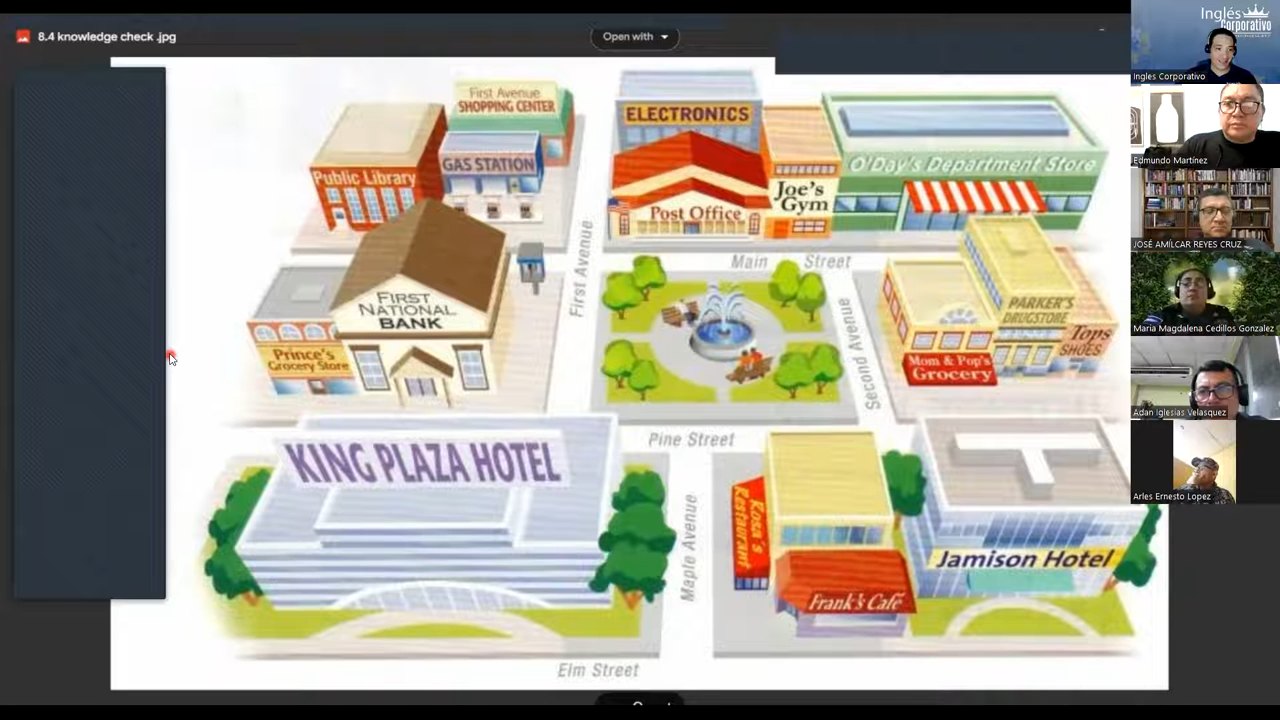 8.4 knowledge check .jpg
Open with
Inglés
Corporativo
Ingles Corporativo
Edmundo Martínez
JOSÉ AMÍLCAR REYES CRUZ
Maria Magdalena Cedillos Gonzalez
Adan Iglesias Velasquez
Arles Ernesto Lopez
First Avenue
SHOPPING CENTER
GAS STATION
Public Library
ELECTRONICS
Post Office
Joe's
Gym
O'Day's Department Store
Main Street
First Avenue
FIRST
NATIONAL
BANK
Prince's
Grocery Store
Second Avenue
PARKER'S
DRUGSTORE
Tops
SHOES
Mom & Pop's
Grocery
Pine Street
KING PLAZA HOTEL
Maple Avenue
Rosa's
Restaurant
Frank's Café
Jamison Hotel
Elm Street